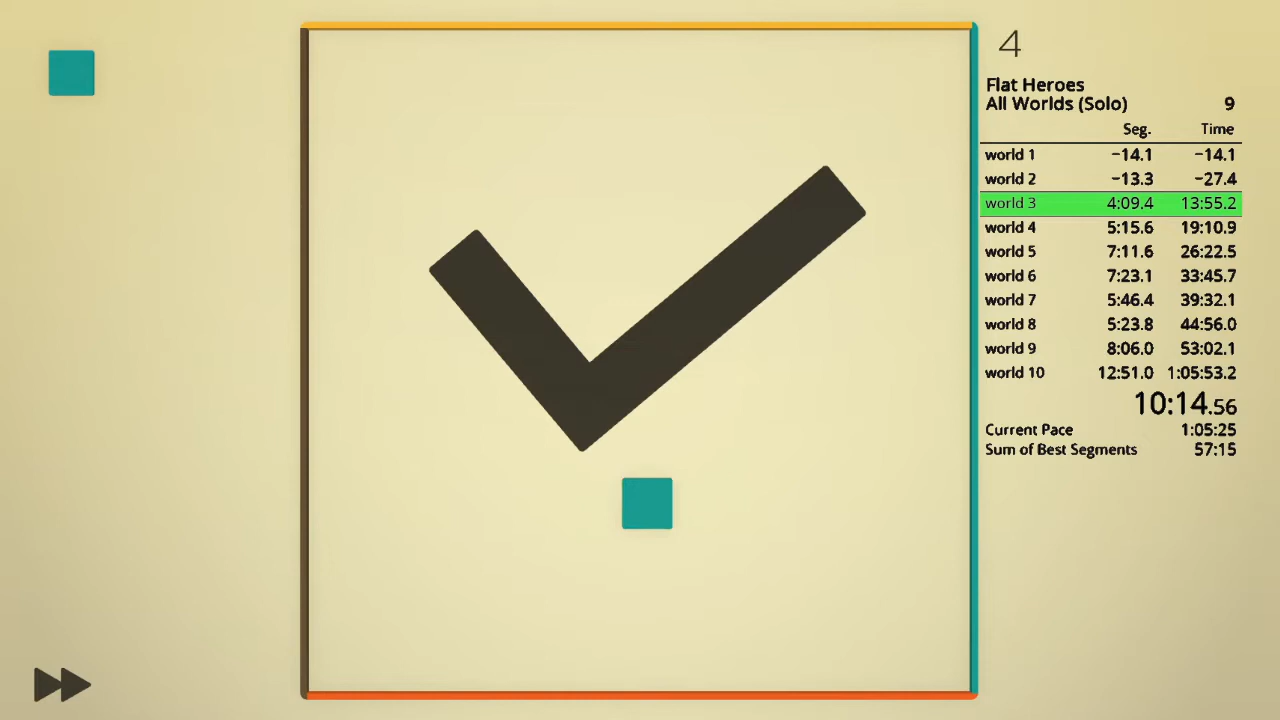 4
Flat Heroes
All Worlds (Solo) 9
Seg. Time
world 1 −14.1 −14.1
world 2 −13.3 −27.4
world 3 4:09.4 13:55.2
world 4 5:15.6 19:10.9
world 5 7:11.6 26:22.5
world 6 7:23.1 33:45.7
world 7 5:46.4 39:32.1
world 8 5:23.8 44:56.0
world 9 8:06.0 53:02.1
world 10 12:51.0 1:05:53.2
10:14.56
Current Pace 1:05:25
Sum of Best Segments 57:15